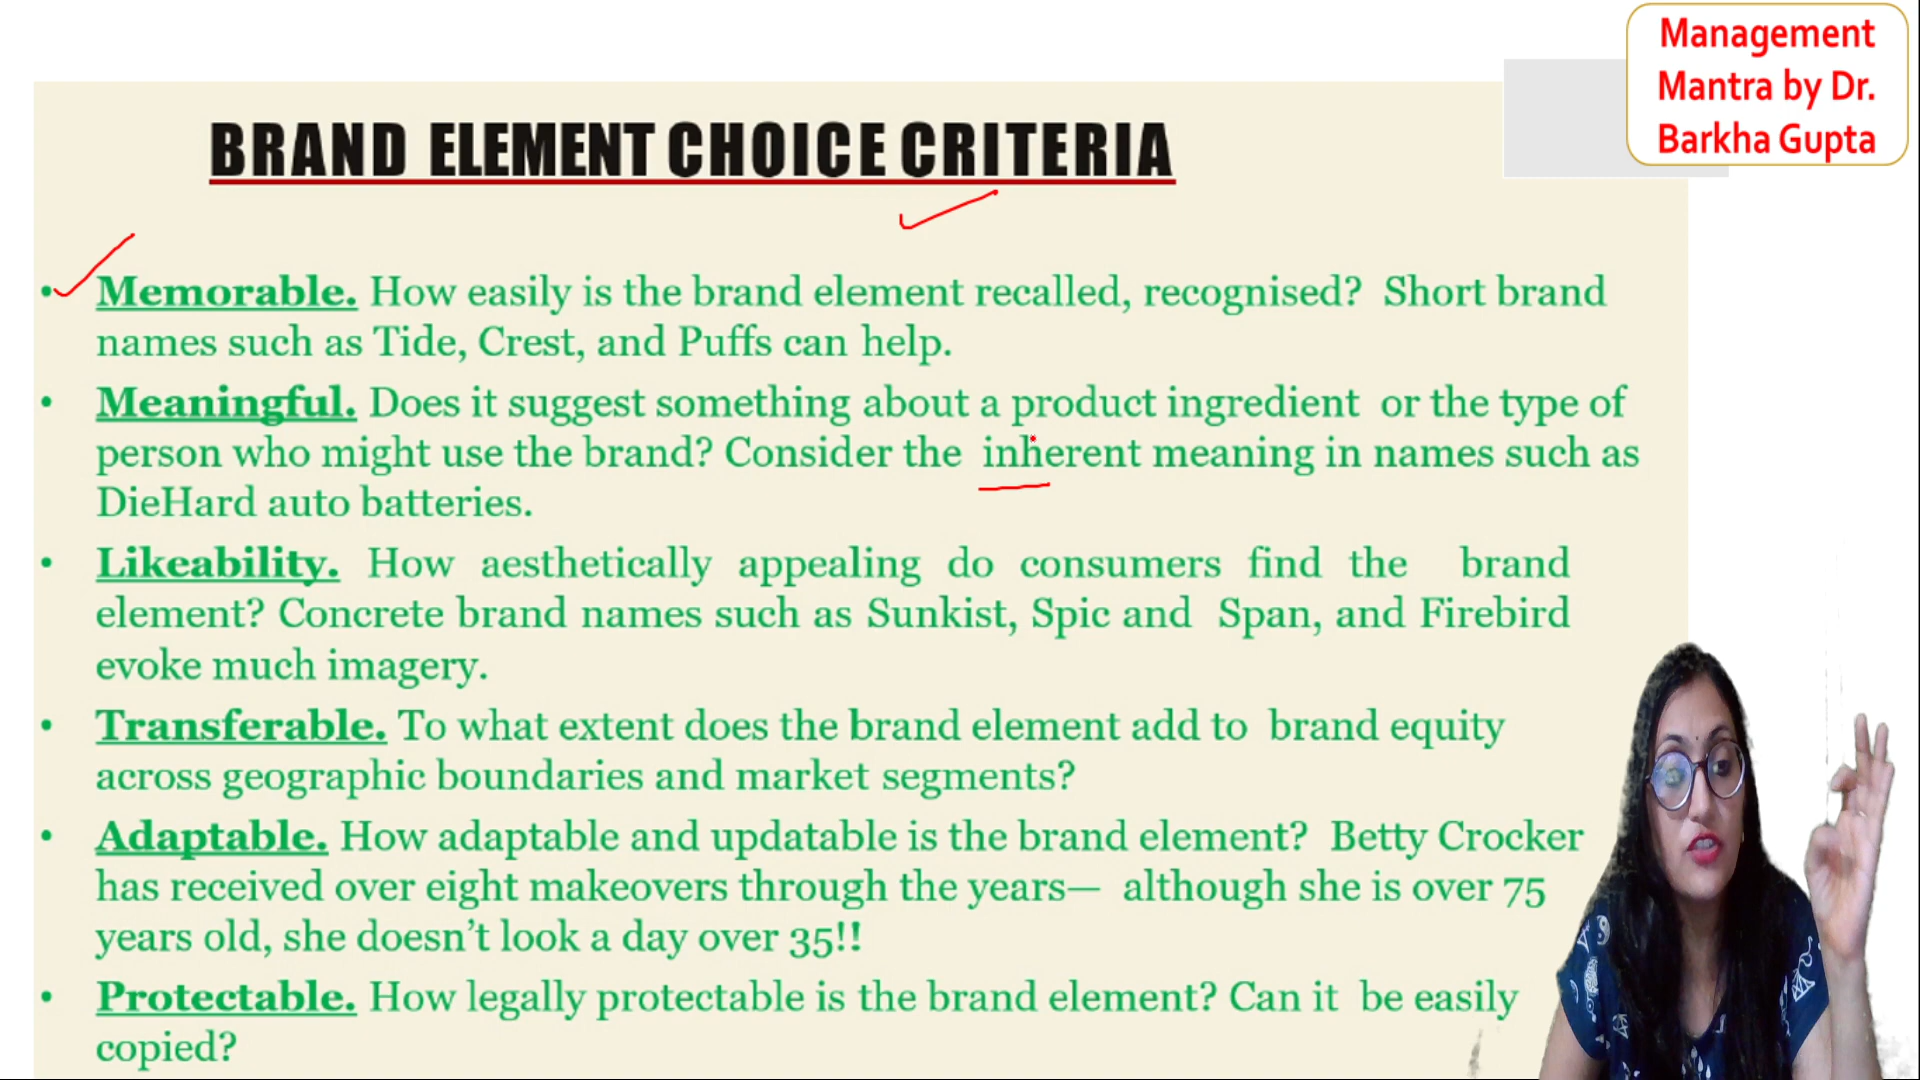 Management
Mantra by Dr.
Barkha Gupta
BRAND ELEMENT CHOICE CRITERIA
• Memorable. How easily is the brand element recalled, recognised? Short brand
names such as Tide, Crest, and Puffs can help.
• Meaningful. Does it suggest something about a product ingredient or the type of
person who might use the brand? Consider the inherent meaning in names such as
DieHard auto batteries.
• Likeability. How aesthetically appealing do consumers find the brand
element? Concrete brand names such as Sunkist, Spic and Span, and Firebird
evoke much imagery.
• Transferable. To what extent does the brand element add to brand equity
across geographic boundaries and market segments?
• Adaptable. How adaptable and updatable is the brand element? Betty Crocker
has received over eight makeovers through the years— although she is over 75
years old, she doesn't look a day over 35!!
• Protectable. How legally protectable is the brand element? Can it be easily
copied?